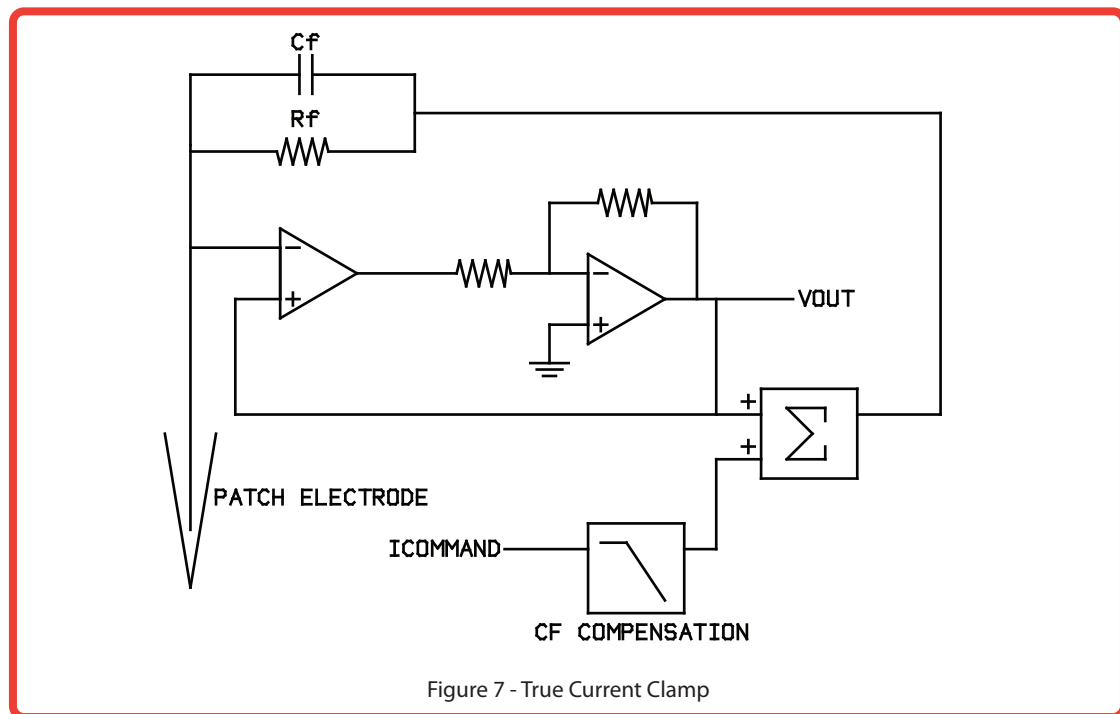 Cf
Rf
−
+
−
+
VOUT
+
+
PATCH ELECTRODE
ICOMMAND
CF COMPENSATION
Figure 7 - True Current Clamp